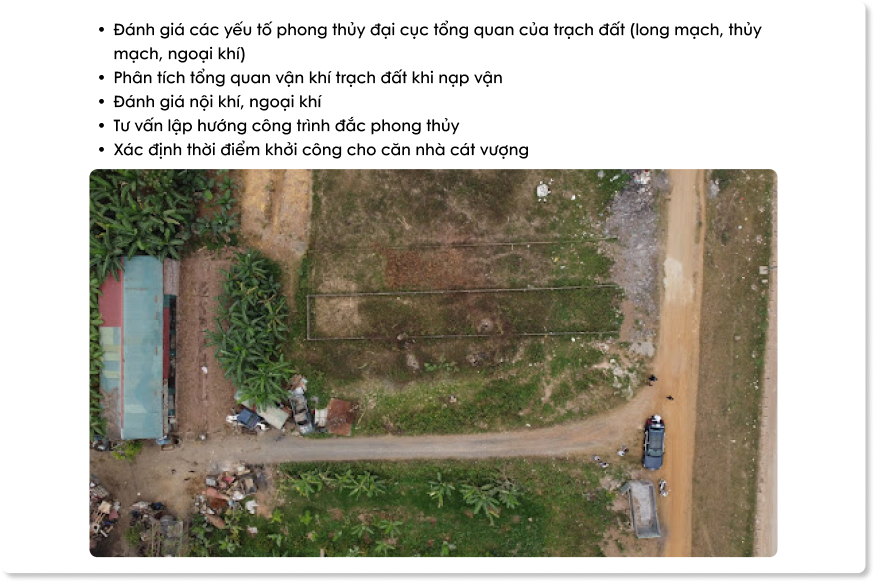 • Đánh giá các yếu tố phong thủy đại cục tổng quan của trạch đất (long mạch, thủy
mạch, ngoại khí)
• Phân tích tổng quan vận khí trạch đất khi nạp vận
• Đánh giá nội khí, ngoại khí
• Tư vấn lập hướng công trình đắc phong thủy
• Xác định thời điểm khởi công cho căn nhà cát vượng